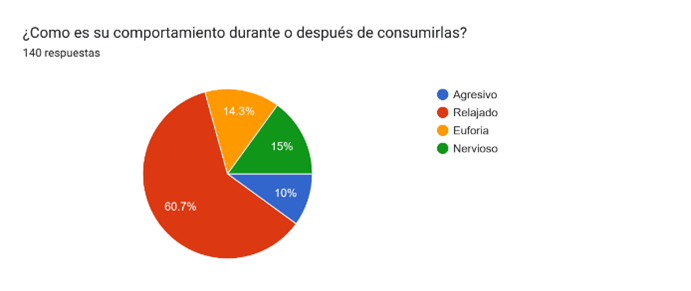 ¿Como es su comportamiento durante o después de consumirlas?
140 respuestas
Agresivo
Relajado
Euforia
Nervioso
14.3%
15%
10%
60.7%